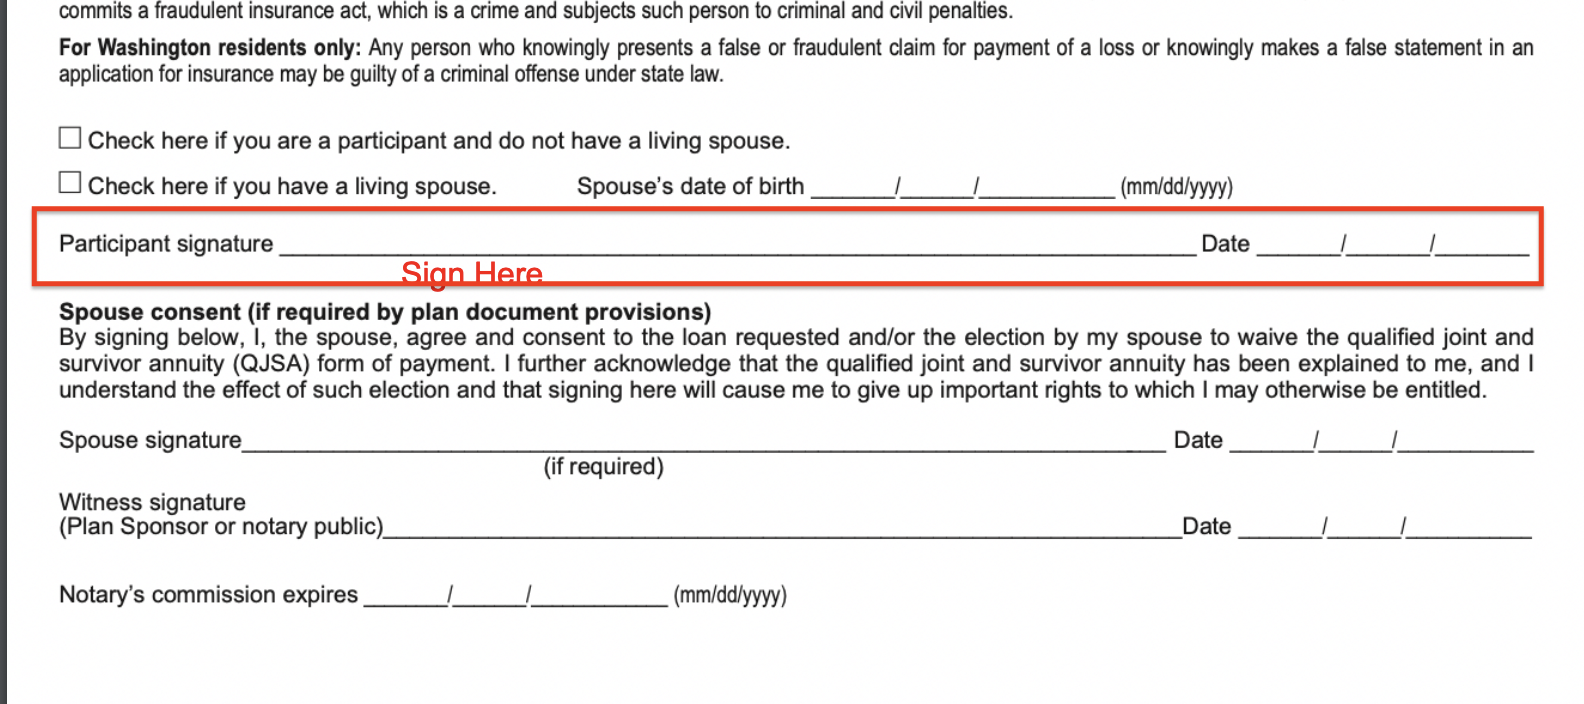 commits a fraudulent insurance act, which is a crime and subjects such person to criminal and civil penalties.
For Washington residents only: Any person who knowingly presents a false or fraudulent claim for payment of a loss or knowingly makes a false statement in an
application for insurance may be guilty of a criminal offense under state law.
☐ Check here if you are a participant and do not have a living spouse.
☐ Check here if you have a living spouse. Spouse’s date of birth ______/______/__________ (mm/dd/yyyy)
Participant signature ____________________________________________ Date ______/______/_______
Sign Here
Spouse consent (if required by plan document provisions)
By signing below, I, the spouse, agree and consent to the loan requested and/or the election by my spouse to waive the qualified joint and
survivor annuity (QJSA) form of payment. I further acknowledge that the qualified joint and survivor annuity has been explained to me, and I
understand the effect of such election and that signing here will cause me to give up important rights to which I may otherwise be entitled.
Spouse signature____________________________________________ Date ______/______/__________
(if required)
Witness signature
(Plan Sponsor or notary public)____________________________________________Date ______/______/__________
Notary’s commission expires ______/______/__________ (mm/dd/yyyy)